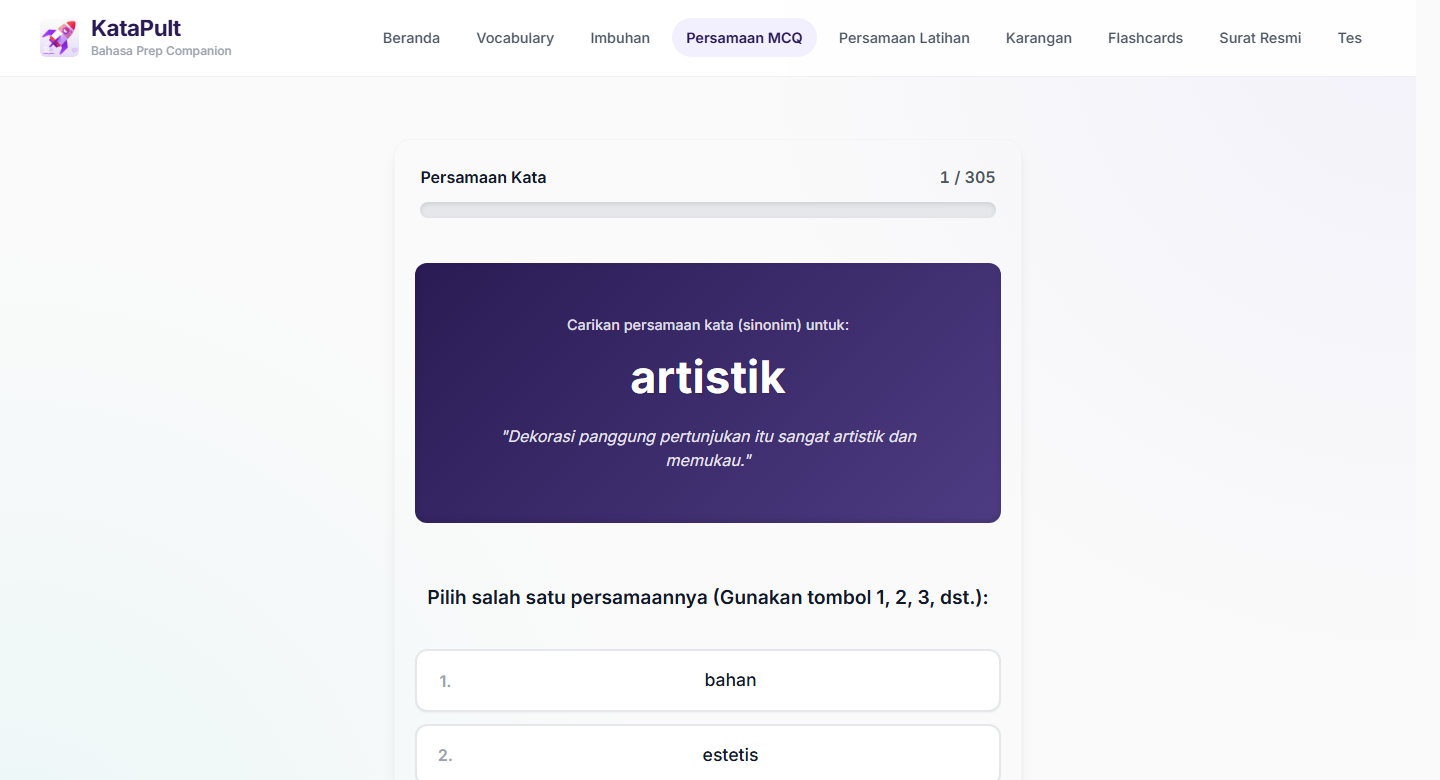 KataPult
Bahasa Prep Companion
Beranda Vocabulary Imbuhan Persamaan MCQ Persamaan Latihan Karangan Flashcards Surat Resmi Tes
Persamaan Kata 1 / 305
Carikan persamaan kata (sinonim) untuk:
artistik
"Dekorasi panggung pertunjukan itu sangat artistik dan
memukau."
Pilih salah satu persamaannya (Gunakan tombol 1, 2, 3, dst.):
1. bahan
2. estetis